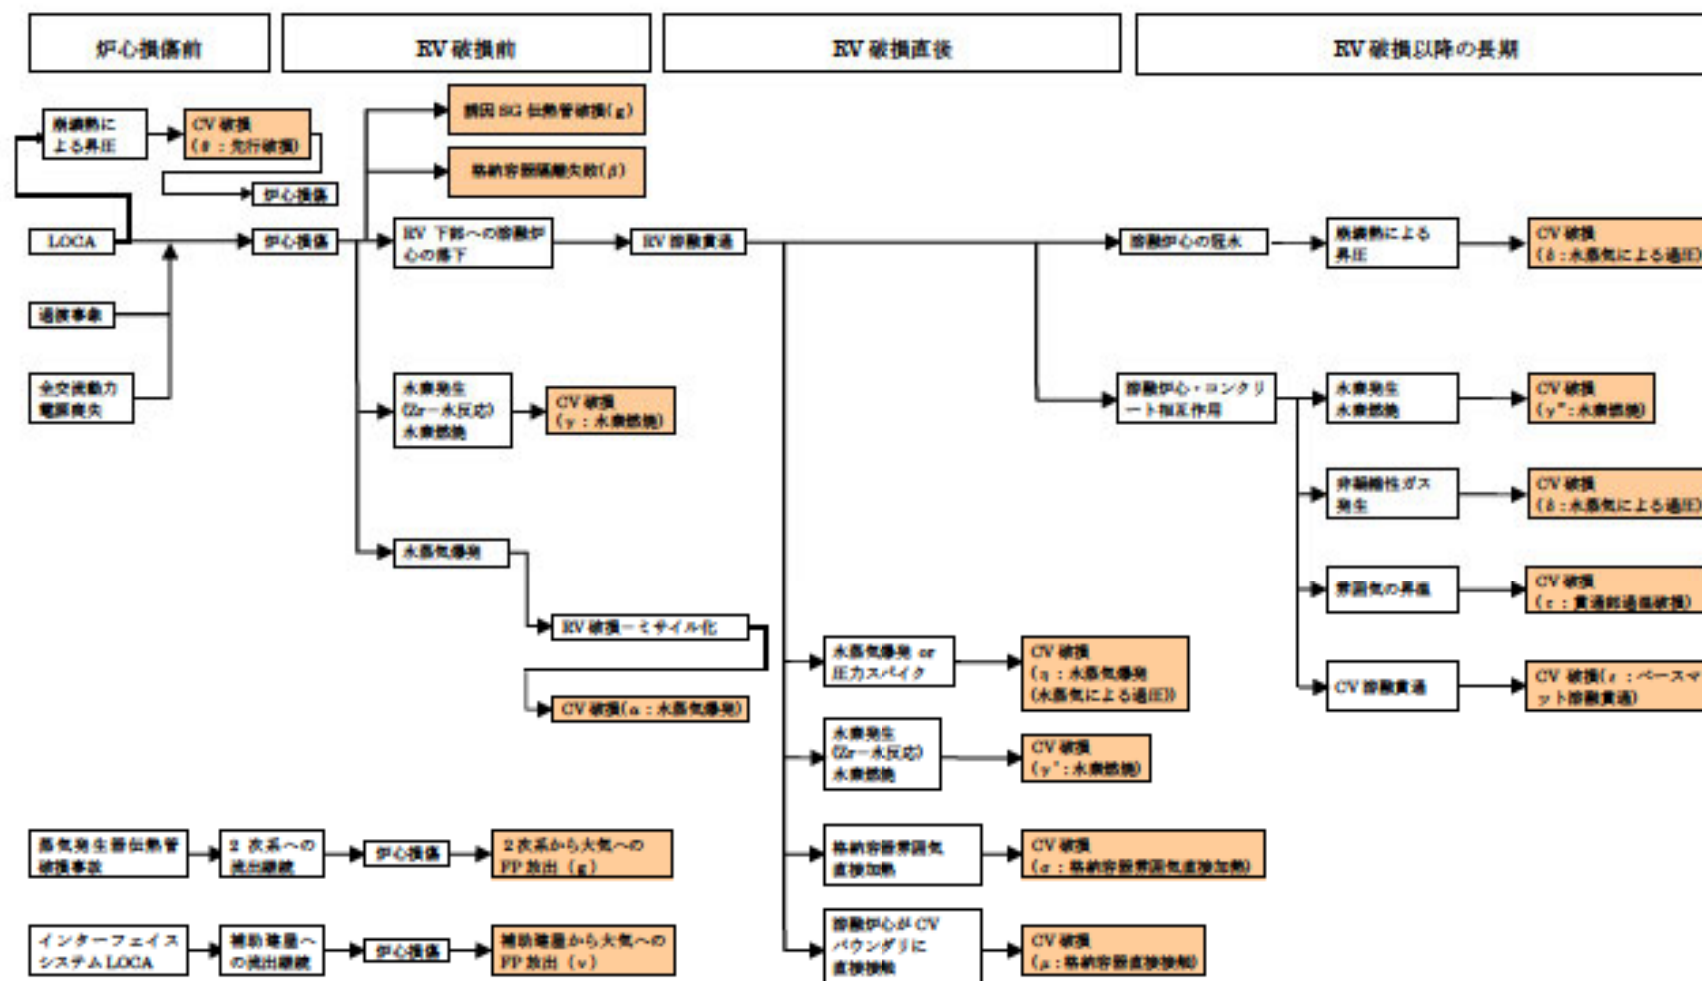 炉心損傷前
RV 破損前
RV 破損直後
RV 破損以降の長期
崩壊熱に
よる昇圧
CV 破損
(θ：先行破損)
炉心損傷
誘因 SG 伝熱管破損(g)
格納容器隔離失敗(β)
LOCA
炉心損傷
RV 下部への溶融炉
心の落下
RV 溶融貫通
溶融炉心の冠水
崩壊熱による
昇圧
CV 破損
(δ：水蒸気による過圧)
過渡事象
全交流動力
電源喪失
水素発生
(Zr－水反応)
水素燃焼
CV 破損
(γ：水素燃焼)
溶融炉心・コンクリ
ート相互作用
水素発生
水素燃焼
CV 破損
(γ"：水素燃焼)
非凝縮性ガス
発生
CV 破損
(δ：水蒸気による過圧)
水蒸気爆発
雰囲気の昇温
CV 破損
(τ：貫通部過温破損)
RV 破損－ミサイル化
CV 破損(α：水蒸気爆発)
水蒸気爆発 or
圧力スパイク
CV 破損
(η：水蒸気爆発
(水蒸気による過圧))
CV 溶融貫通
CV 破損(ε：ベースマ
ット溶融貫通)
水素発生
(Zr－水反応)
水素燃焼
CV 破損
(γ'：水素燃焼)
蒸気発生器伝熱管
破損事故
2 次系への
流出継続
炉心損傷
2 次系から大気への
FP 放出 (g)
格納容器雰囲気
直接加熱
CV 破損
(σ：格納容器雰囲気直接加熱)
インターフェイス
システム LOCA
補助建屋へ
の流出継続
炉心損傷
補助建屋から大気への
FP 放出 (ν)
溶融炉心が CV
バウンダリに
直接接触
CV 破損
(μ：格納容器直接接触)